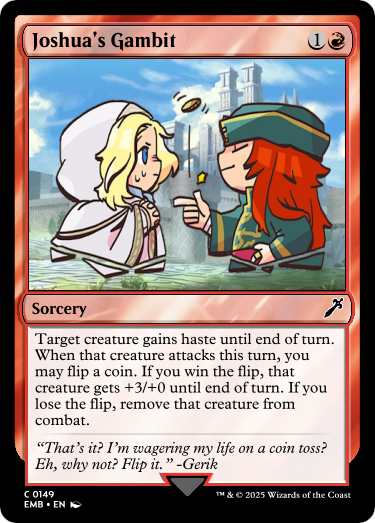 Joshua's Gambit 1
Sorcery
Target creature gains haste until end of turn.
When that creature attacks this turn, you
may flip a coin. If you win the flip, that
creature gets +3/+0 until end of turn. If you
lose the flip, remove that creature from
combat.
"That's it? I'm wagering my life on a coin toss?
Eh, why not? Flip it." -Gerik
C 0149
EMB • EN ™ & © 2025 Wizards of the Coast